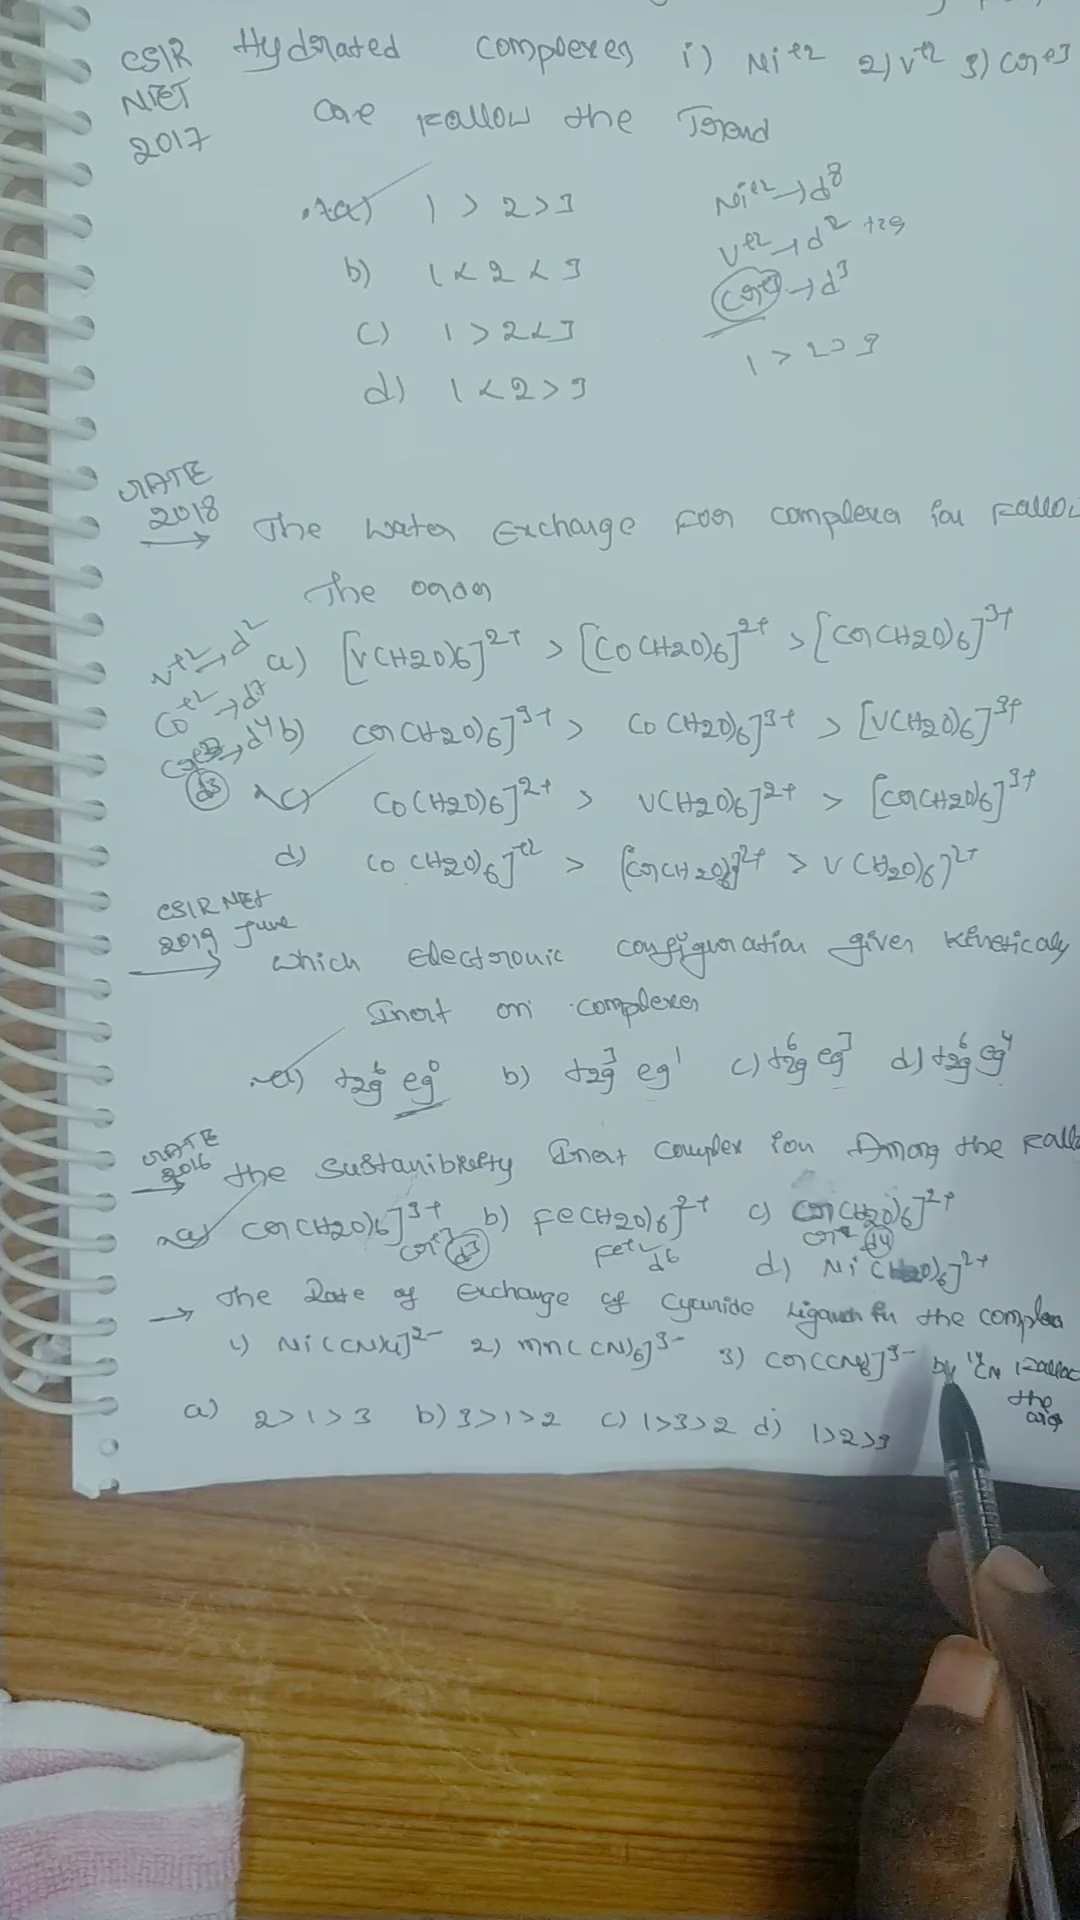 CSIR NET 2017
Hydrated complexes i) Ni+2 2) V+2 3) Cr+3
are Fallow the Trend
a) 1 > 2 > 3
b) 1 < 2 < 3
c) 1 > 2 < 3
d) 1 < 2 > 3
Ni+2 → d8
V+2 → d2 t2g
Cr+3 → d3
1 > 2 > 3
GATE 2018
→ The water Exchange For complexes ion Fallo
The order
V+2 → d2
Co+2 → d7
→ d4
d3
a) [V(H2O)6]2+ > [Co(H2O)6]2+ > [Cr(H2O)6]3+
b) Cr(H2O)6]3+ > Co(H2O)6]3+ > [V(H2O)6]3+
c) Co(H2O)6]2+ > V(H2O)6]2+ > [Cr(H2O)6]3+
d) Co(H2O)6]+2 > [Cr(H2O)6]2+ > V(H2O)6]2+
CSIR NET 2019 June
→ which electronic configuration given kineticaly
Inert on complexes
a) t2g6 eg0 b) t2g3 eg1 c) t2g6 eg3 d) t2g6 eg4
GATE 2016
→ the Inert complex ion Among the Fallo
a) Cr(H2O)6]3+ b) Fe(H2O)6]2+ c) Cr(H2O)6]2+
Cr+3 d3 Fe+2 d6 Cr+2 d4
d) Ni(H2O)6]2+
→ The Rate of Exchange of cyanide in the complex
1) Ni(CN)4]2- 2) Mn(CN)6]3- 3) Cr(CN)6]3- by 14CN
the
a) 2>1>3 b) 3>1>2 c) 1>3>2 d) 1>2>3